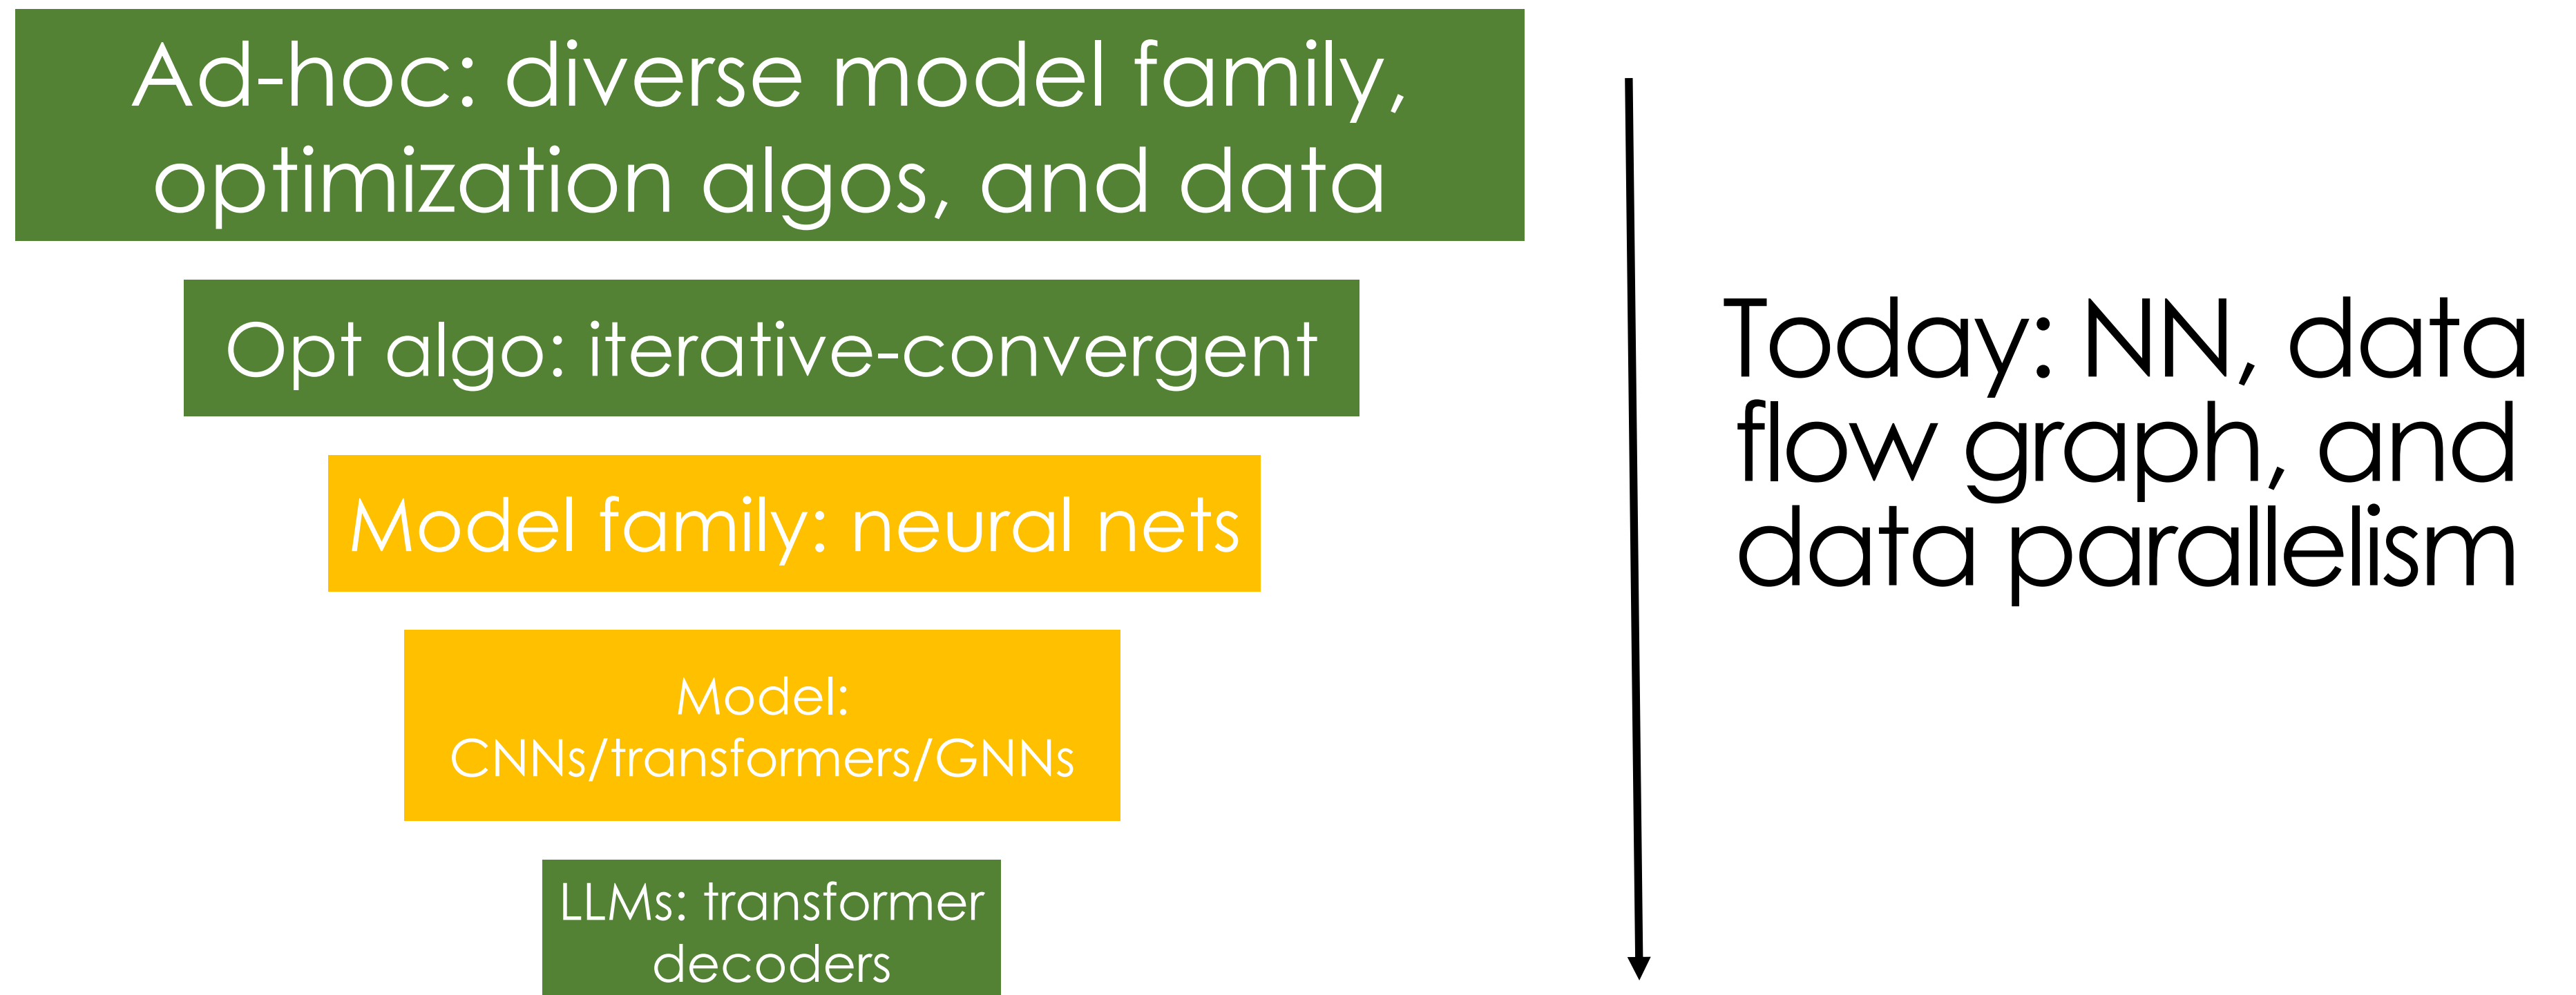 Ad-hoc: diverse model family,
optimization algos, and data
Opt algo: iterative-convergent
Model family: neural nets
Model:
CNNs/transformers/GNNs
LLMs: transformer
decoders
Today: NN, data
flow graph, and
data parallelism